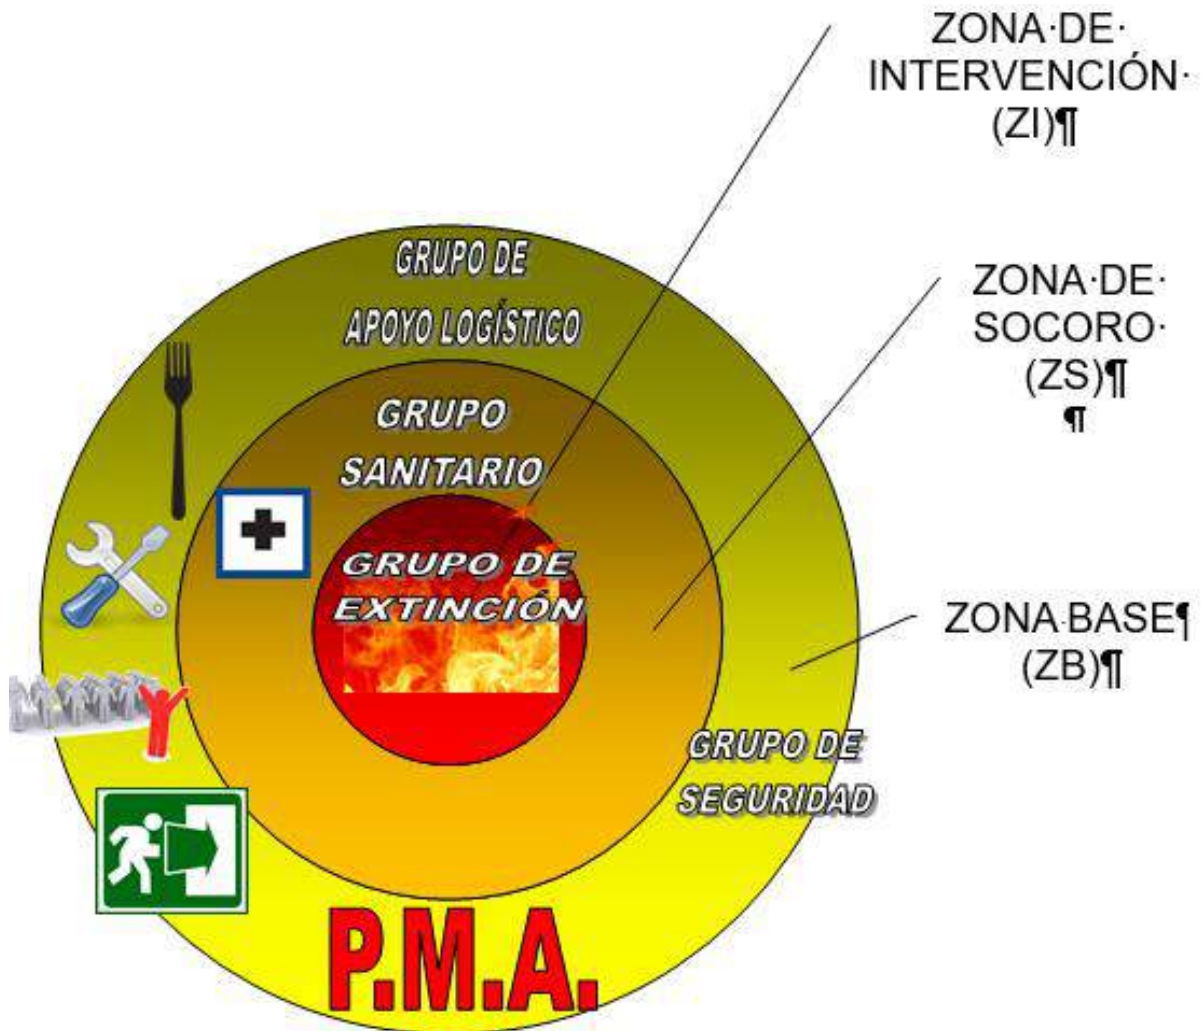 ZONA·DE·
INTERVENCIÓN·
(ZI)¶
ZONA·DE·
SOCORO·
(ZS)¶
¶
ZONA·BASE¶
(ZB)¶
GRUPO DE
APOYO LOGÍSTICO
GRUPO
SANITARIO
GRUPO DE
EXTINCIÓN
GRUPO DE
SEGURIDAD
P.M.A.